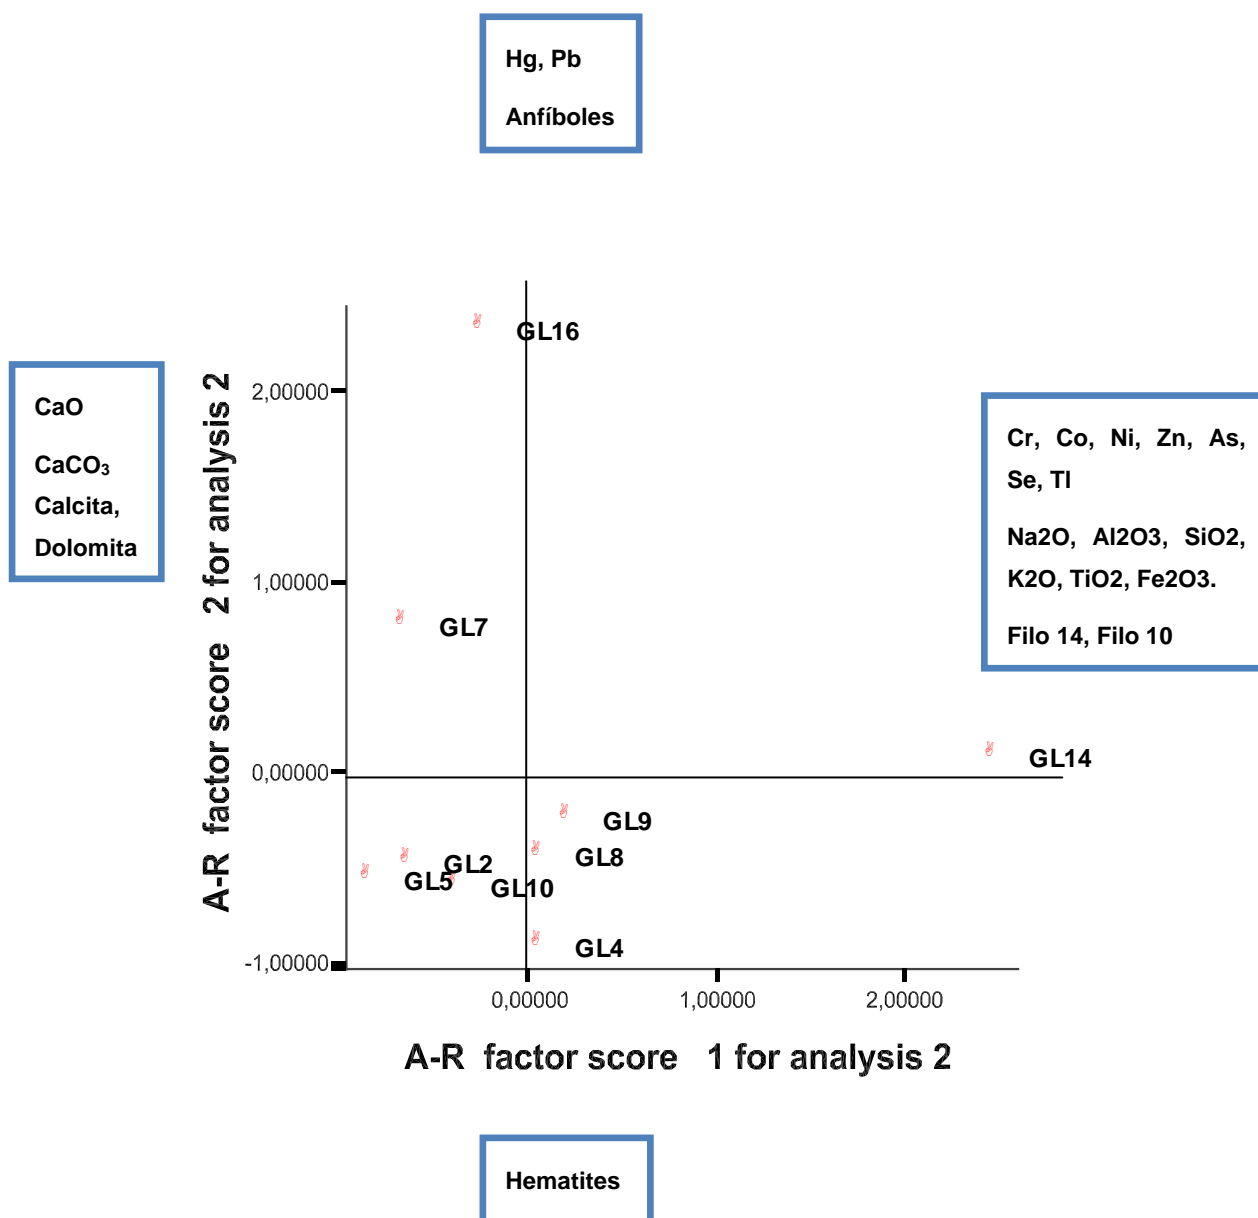 Hg, Pb
Anfíboles
CaO
CaCO₃
Calcita,
Dolomita
Cr, Co, Ni, Zn, As,
Se, Tl
Na2O, Al2O3, SiO2,
K2O, TiO2, Fe2O3.
Filo 14, Filo 10
A-R factor score 2 for analysis 2
2,00000
1,00000
0,00000
-1,00000
GL16
GL7
GL14
GL9
GL8
GL2
GL5
GL10
GL4
0,00000
1,00000
2,00000
A-R factor score 1 for analysis 2
Hematites